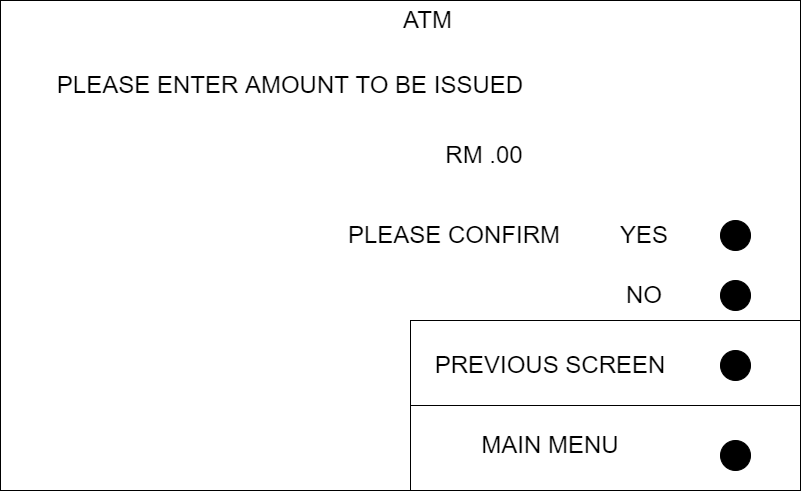 ATM
PLEASE ENTER AMOUNT TO BE ISSUED
RM .00
PLEASE CONFIRM YES
NO
PREVIOUS SCREEN
MAIN MENU